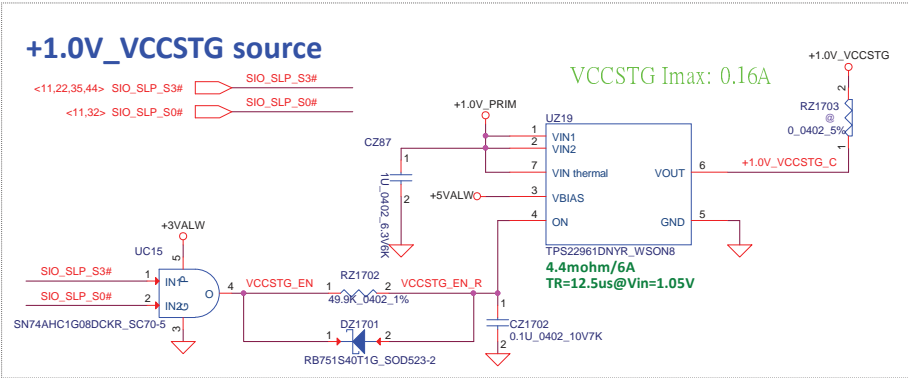 +1.0V_VCCSTG source
<11,22,35,44> SIO_SLP_S3#
SIO_SLP_S3#
<11,32> SIO_SLP_S0#
SIO_SLP_S0#
VCCSTG Imax: 0.16A
+1.0V_VCCSTG
2
RZ1703
@
0_0402_5%
1
+1.0V_PRIM
UZ19
CZ87
1
1U_0402_6.3V6K
2
1
VIN1
2
VIN2
7
VIN thermal
VOUT
6
+1.0V_VCCSTG_C
+5VALW
3
VBIAS
4
ON
GND
5
TPS22961DNYR_WSON8
4.4mohm/6A
TR=12.5us@Vin=1.05V
+3VALW
UC15
5
SIO_SLP_S3#
1
IN1
P
SIO_SLP_S0#
2
IN2
G
O
4
3
SN74AHC1G08DCKR_SC70-5
VCCSTG_EN
RZ1702
1
2
49.9K_0402_1%
VCCSTG_EN_R
DZ1701
1
2
RB751S40T1G_SOD523-2
1
CZ1702
0.1U_0402_10V7K
2